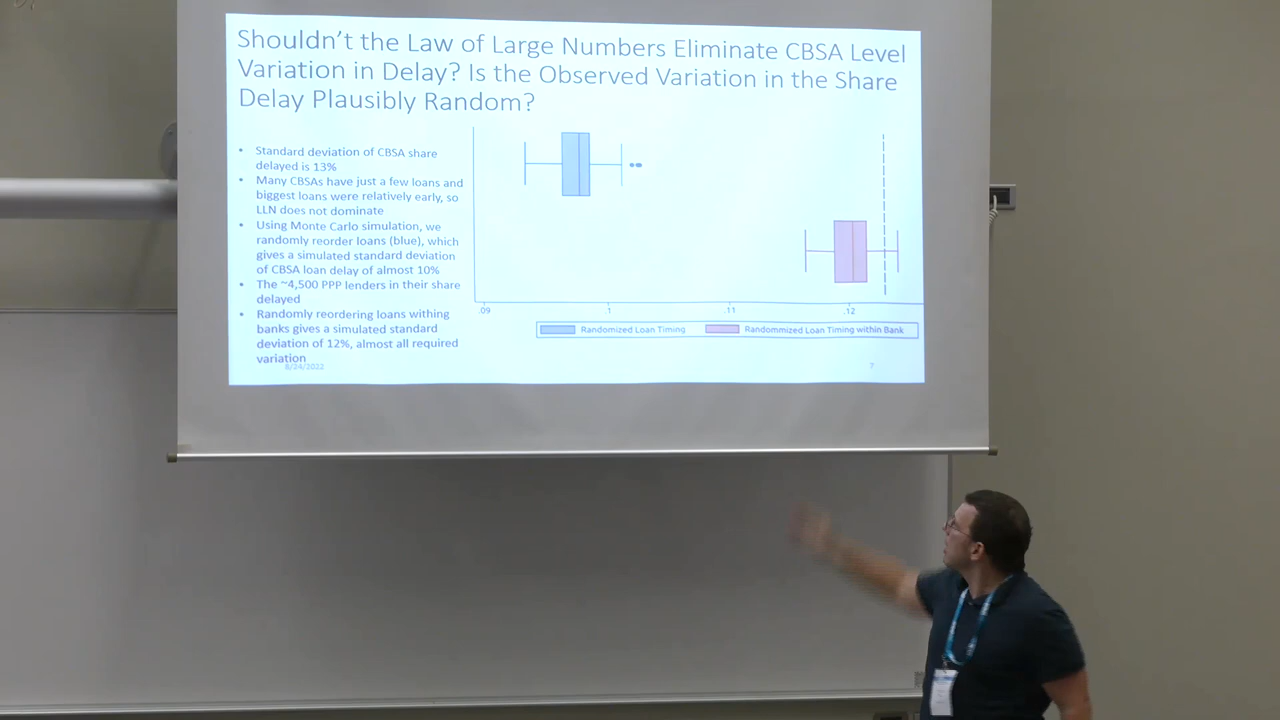 Shouldn't the Law of Large Numbers Eliminate CBSA Level
Variation in Delay? Is the Observed Variation in the Share
Delay Plausibly Random?
• Standard deviation of CBSA share
delayed is 13%
• Many CBSAs have just a few loans and
biggest loans were relatively early, so
LLN does not dominate
• Using Monte Carlo simulation, we
randomly reorder loans (blue), which
gives a simulated standard deviation
of CBSA loan delay of almost 10%
• The ~4,500 PPP lenders in their share
delayed
• Randomly reordering loans withing
banks gives a simulated standard
deviation of 12%, almost all required
variation
.09 .1 .11 .12
Randomized Loan Timing Randommized Loan Timing within Bank
8/24/2022 7